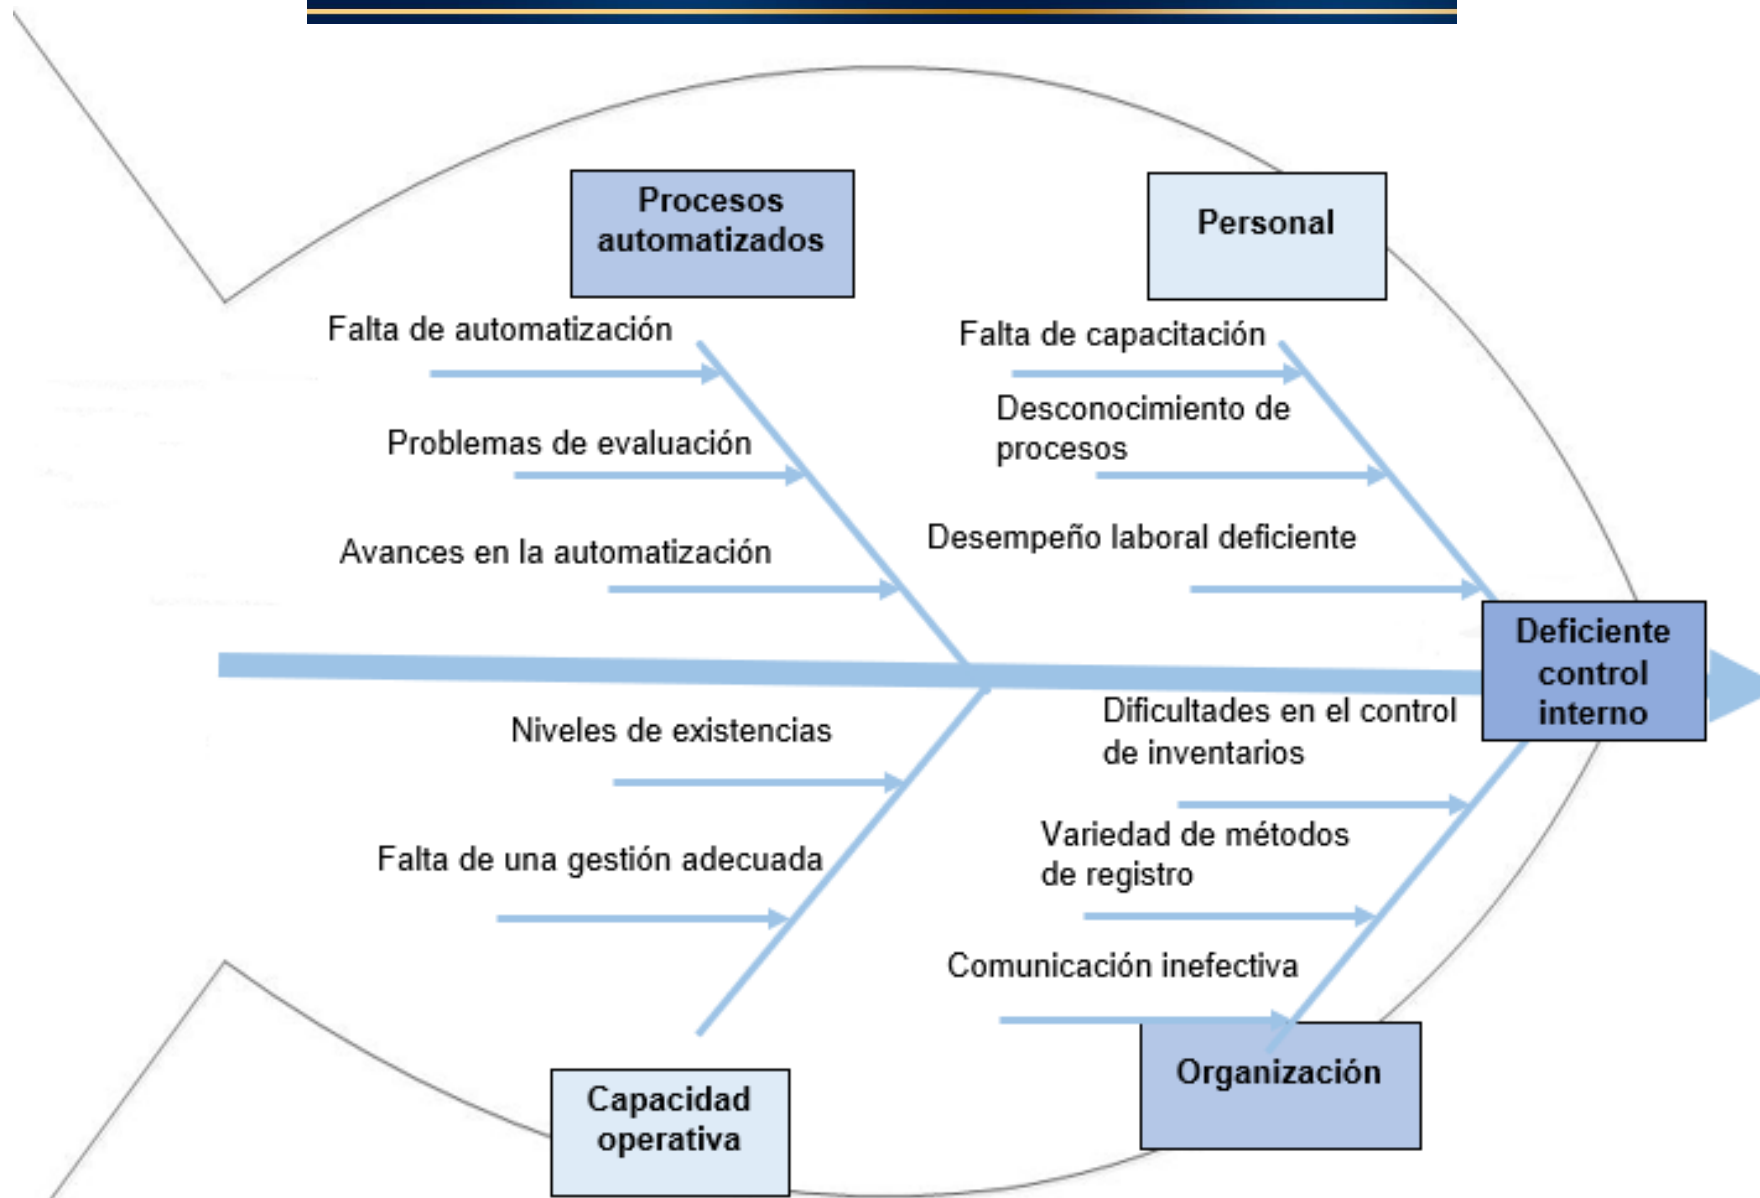 Procesos
automatizados
Personal
Falta de automatización
Problemas de evaluación
Avances en la automatización
Falta de capacitación
Desconocimiento de
procesos
Desempeño laboral deficiente
Deficiente
control
interno
Niveles de existencias
Falta de una gestión adecuada
Dificultades en el control
de inventarios
Variedad de métodos
de registro
Comunicación inefectiva
Capacidad
operativa
Organización